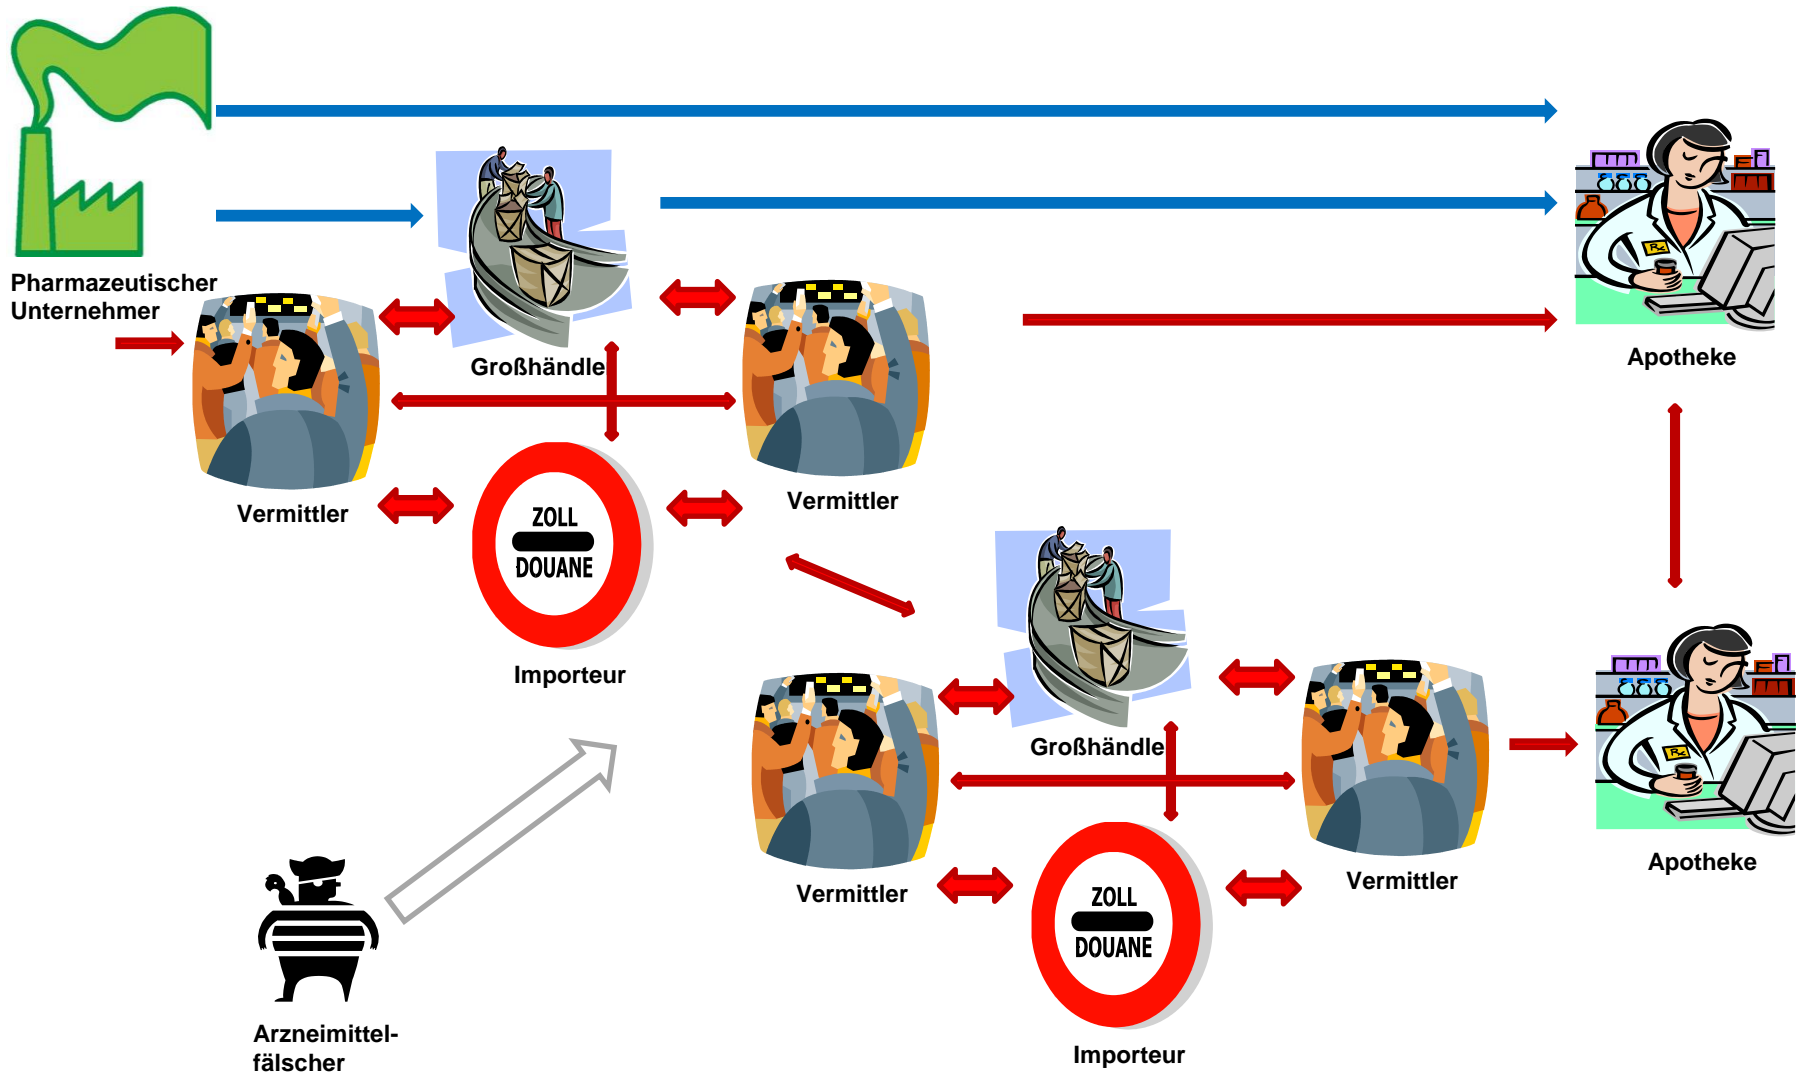 Pharmazeutischer
Unternehmer
Großhändle
Apotheke
Vermittler
Vermittler
ZOLL
DOUANE
Importeur
Großhändle
Vermittler
Vermittler
Apotheke
ZOLL
DOUANE
Importeur
Arzneimittel-
fälscher